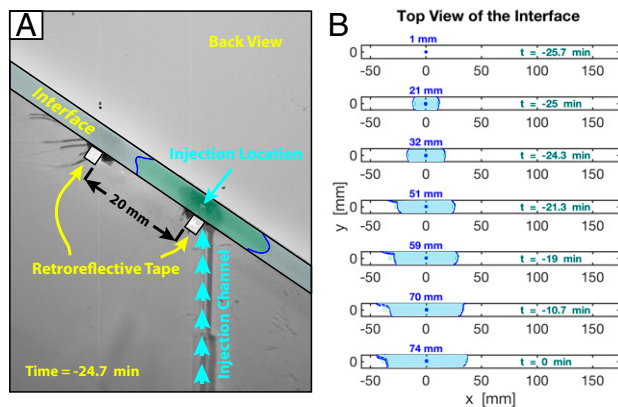 A
Back View
Interface
Injection Location
20 mm
Retroreflective Tape
Injection Channel
Time = -24.7 min
B
Top View of the Interface
1 mm
0
t = -25.7 min
-50 0 50 100 150
21 mm
0
t = -25 min
-50 0 50 100 150
32 mm
0
t = -24.3 min
-50 0 50 100 150
51 mm
0
t = -21.3 min
-50 0 50 100 150
59 mm
0
t = -19 min
-50 0 50 100 150
70 mm
0
t = -10.7 min
-50 0 50 100 150
74 mm
0
t = 0 min
-50 0 50 100 150
y [mm]
x [mm]